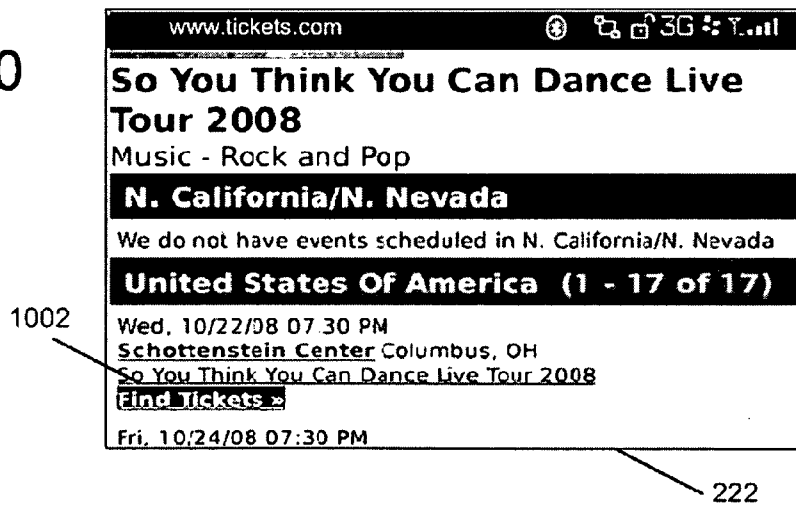 www.tickets.com 3G
0
So You Think You Can Dance Live
Tour 2008
Music - Rock and Pop
N. California/N. Nevada
We do not have events scheduled in N. California/N. Nevada
United States Of America (1 - 17 of 17)
1002
Wed, 10/22/08 07:30 PM
Schottenstein Center Columbus, OH
So You Think You Can Dance Live Tour 2008
Find Tickets »
Fri, 10/24/08 07:30 PM
222